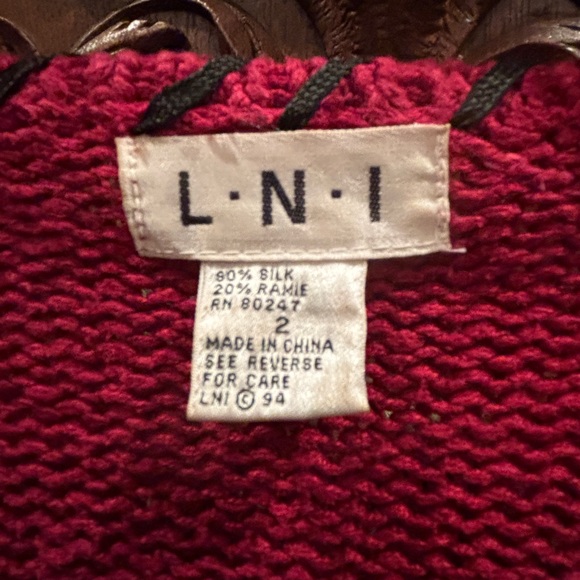 L·N·I
80% SILK
20% RAMIE
RN 80247
2
MADE IN CHINA
SEE REVERSE
FOR CARE
LNI © 94